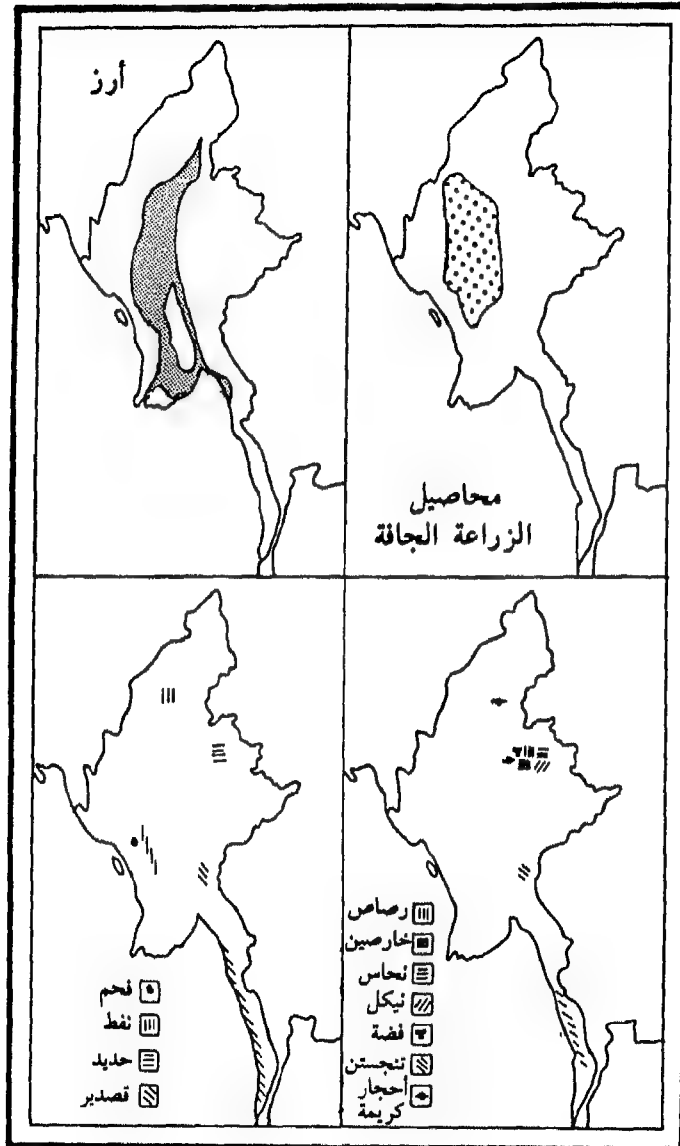 أرز
محاصيل
الزراعة الجافة
فحم
نفط
حديد
قصدير
رصاص
خارصين
نحاس
نيكل
فضة
تنجستن
أحجار
كريمة